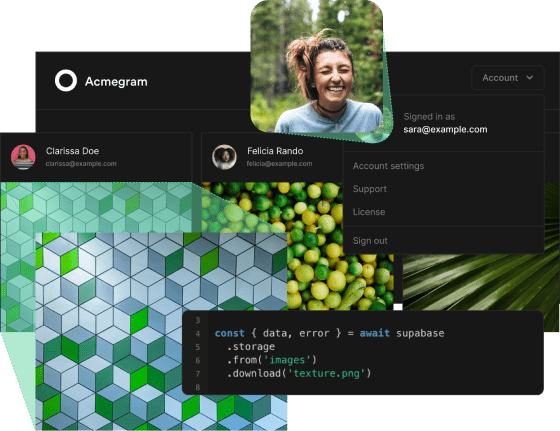 Acmegram
Account
Signed in as
sara@example.com
Clarissa Doe
clarissa@example.com
Felicia Rando
felicia@example.com
Account settings
Support
License
Sign out
3
4 const { data, error } = await supabase
5 .storage
6 .from('images')
7 .download('texture.png')
8